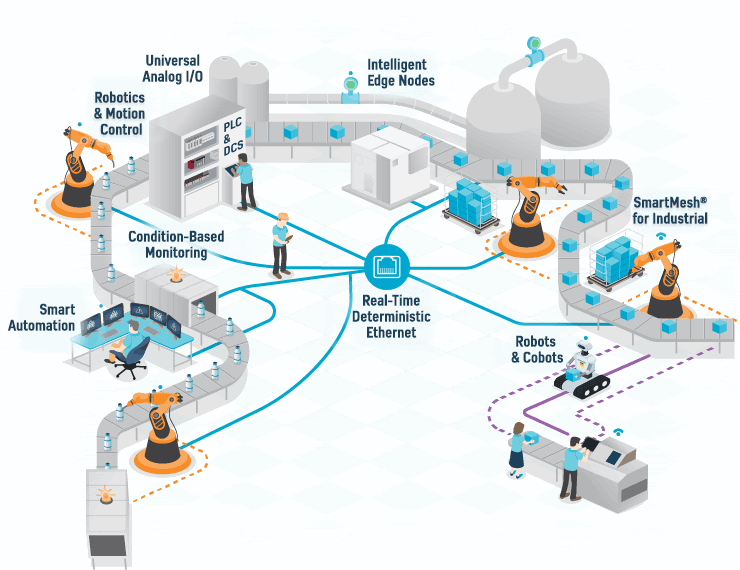 Universal
Analog I/O
Intelligent
Edge Nodes
Robotics
& Motion
Control
PLC
&
DCS
SmartMesh®
for Industrial
Condition-Based
Monitoring
Smart
Automation
Real-Time
Deterministic
Ethernet
Robots
& Cobots